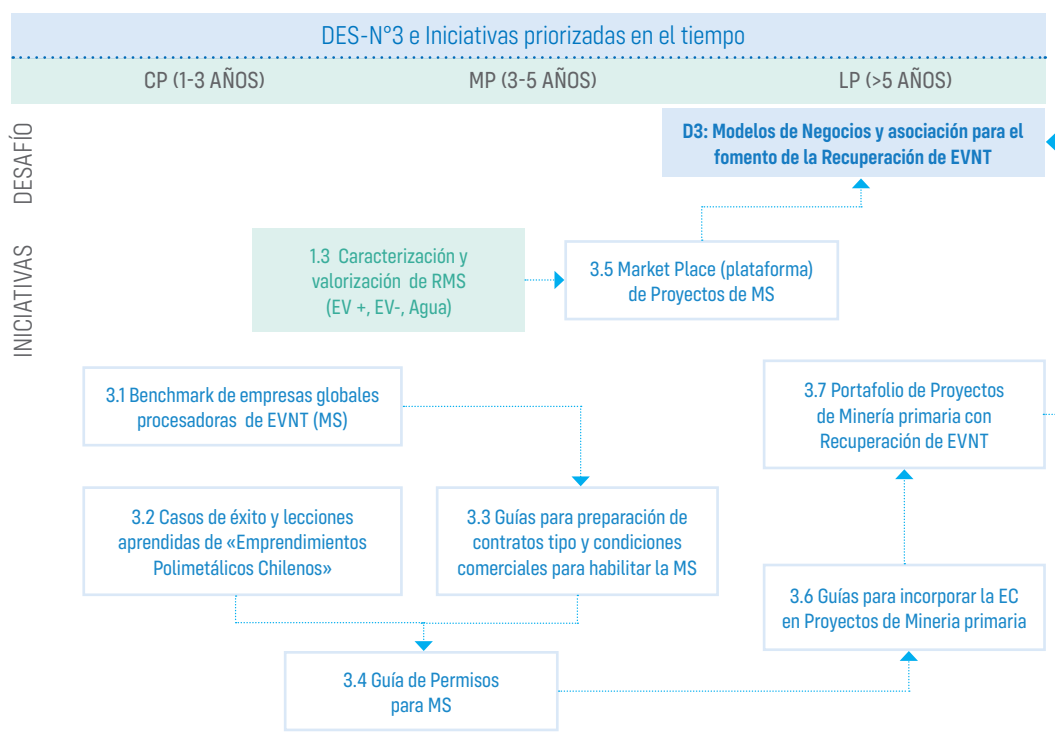 DES-N°3 e Iniciativas priorizadas en el tiempo
CP (1-3 AÑOS)
MP (3-5 AÑOS)
LP (>5 AÑOS)
DESAFÍO
D3: Modelos de Negocios y asociación para el
fomento de la Recuperación de EVNT
INICIATIVAS
1.3 Caracterización y
valorización de RMS
(EV +, EV-, Agua)
3.5 Market Place (plataforma)
de Proyectos de MS
3.1 Benchmark de empresas globales
procesadoras de EVNT (MS)
3.7 Portafolio de Proyectos
de Minería primaria con
Recuperación de EVNT
3.2 Casos de éxito y lecciones
aprendidas de «Emprendimientos
Polimetálicos Chilenos»
3.3 Guías para preparación de
contratos tipo y condiciones
comerciales para habilitar la MS
3.6 Guías para incorporar la EC
en Proyectos de Mineria primaria
3.4 Guía de Permisos
para MS